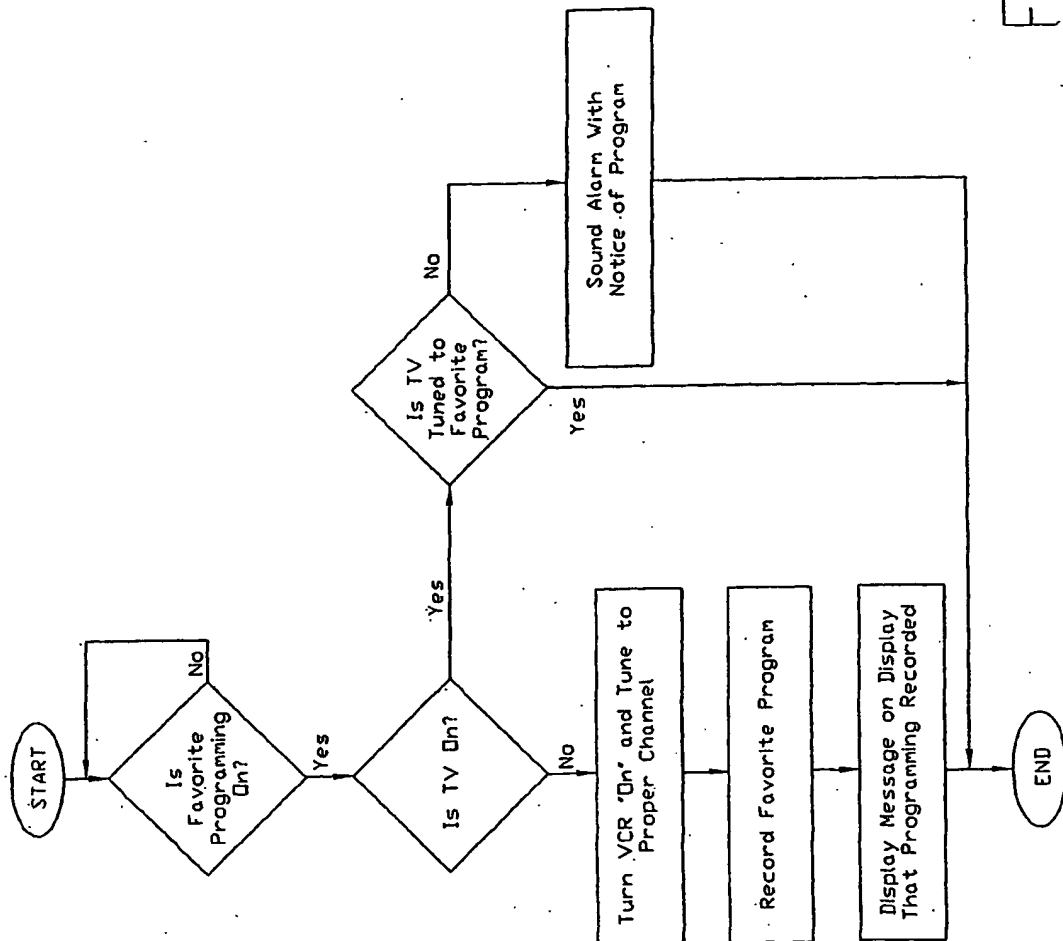 START
Is
Favorite
Programming
On?
No
Yes
Is TV On?
Yes
No
Is TV
Tuned to
Favorite
Program?
No
Yes
Sound Alarm With
Notice of Program
Turn VCR "On" and Tune to
Proper Channel
Record Favorite Program
Display Message on Display
That Programming Recorded
END